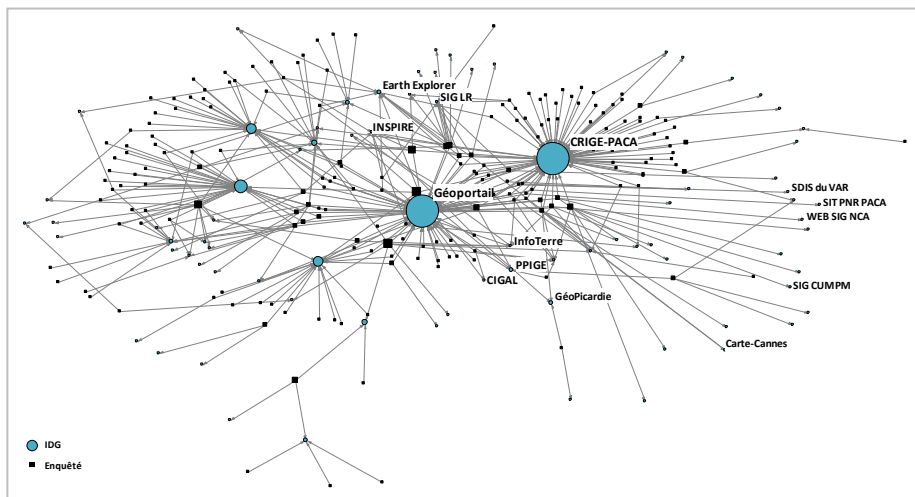 Earth Explorer
SIG LR
INSPIRE
CRIGE-PACA
Géoportail
SDIS du VAR
SIT PNR PACA
WEB SIG NCA
InfoTerre
PPIGE
CIGAL
GéoPicardie
SIG CUMPM
Carte-Cannes
IDG
Enquêté